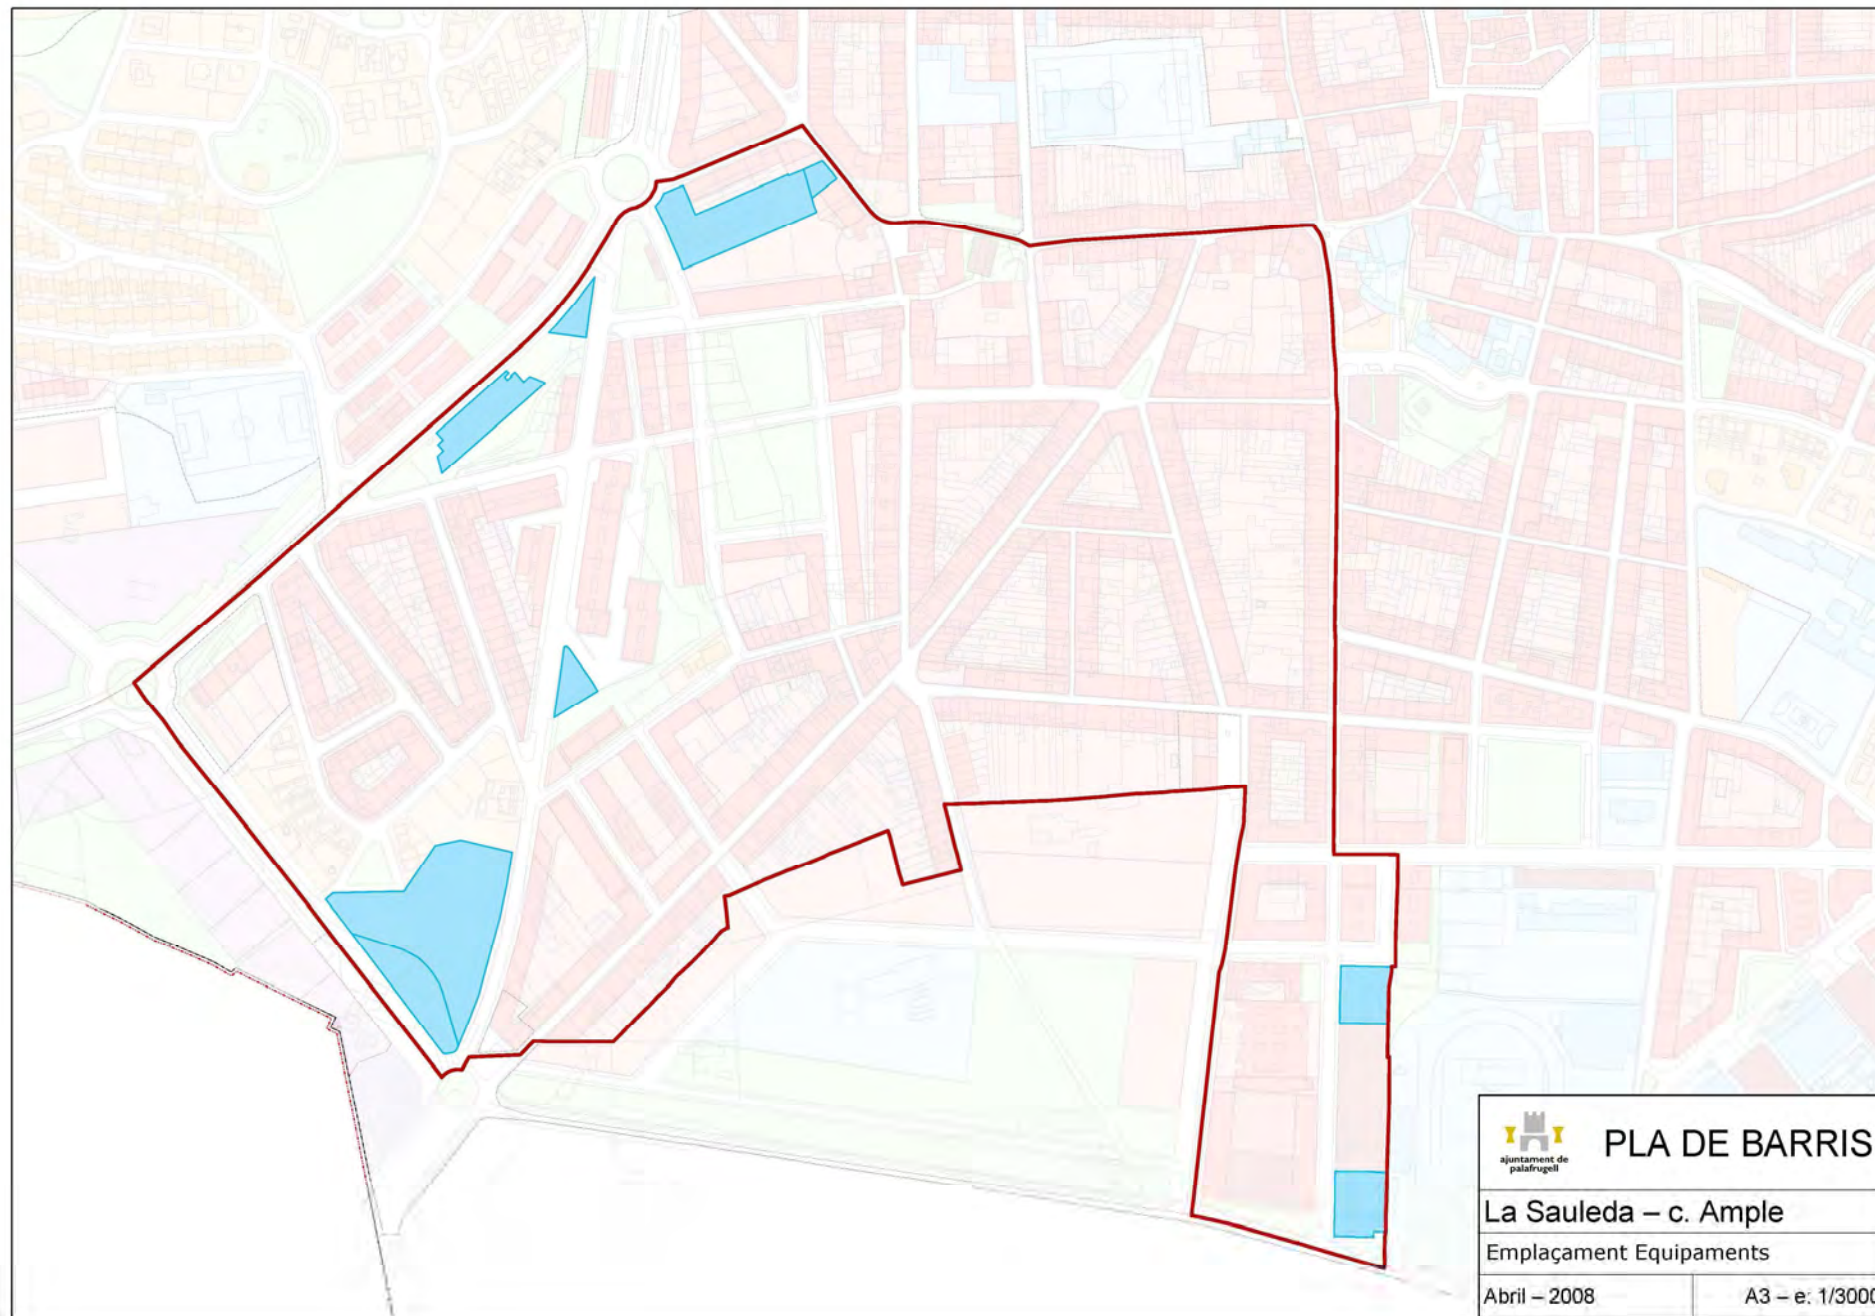 ajuntament de
palafrugell
PLA DE BARRIS
La Sauleda – c. Ample
Emplaçament Equipaments
Abril – 2008
A3 – e: 1/3000